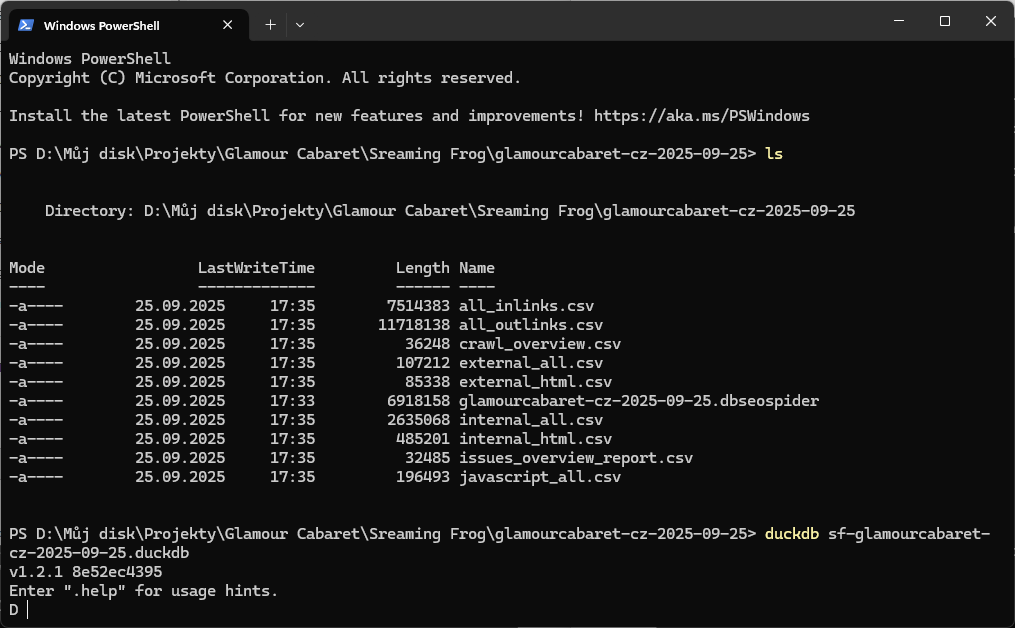 Windows PowerShell
Windows PowerShell
Copyright (C) Microsoft Corporation. All rights reserved.
Install the latest PowerShell for new features and improvements! https://aka.ms/PSWindows
PS D:\Můj disk\Projekty\Glamour Cabaret\Sreaming Frog\glamourcabaret-cz-2025-09-25> ls
Directory: D:\Můj disk\Projekty\Glamour Cabaret\Sreaming Frog\glamourcabaret-cz-2025-09-25
Mode LastWriteTime Length Name
---- ------------- ------ ----
-a---- 25.09.2025 17:35 7514383 all_inlinks.csv
-a---- 25.09.2025 17:35 11718138 all_outlinks.csv
-a---- 25.09.2025 17:35 36248 crawl_overview.csv
-a---- 25.09.2025 17:35 107212 external_all.csv
-a---- 25.09.2025 17:35 85338 external_html.csv
-a---- 25.09.2025 17:33 6918158 glamourcabaret-cz-2025-09-25.dbseospider
-a---- 25.09.2025 17:35 2635068 internal_all.csv
-a---- 25.09.2025 17:35 485201 internal_html.csv
-a---- 25.09.2025 17:35 32485 issues_overview_report.csv
-a---- 25.09.2025 17:35 196493 javascript_all.csv
PS D:\Můj disk\Projekty\Glamour Cabaret\Sreaming Frog\glamourcabaret-cz-2025-09-25> duckdb sf-glamourcabaret-
cz-2025-09-25.duckdb
v1.2.1 8e52ec4395
Enter ".help" for usage hints.
D